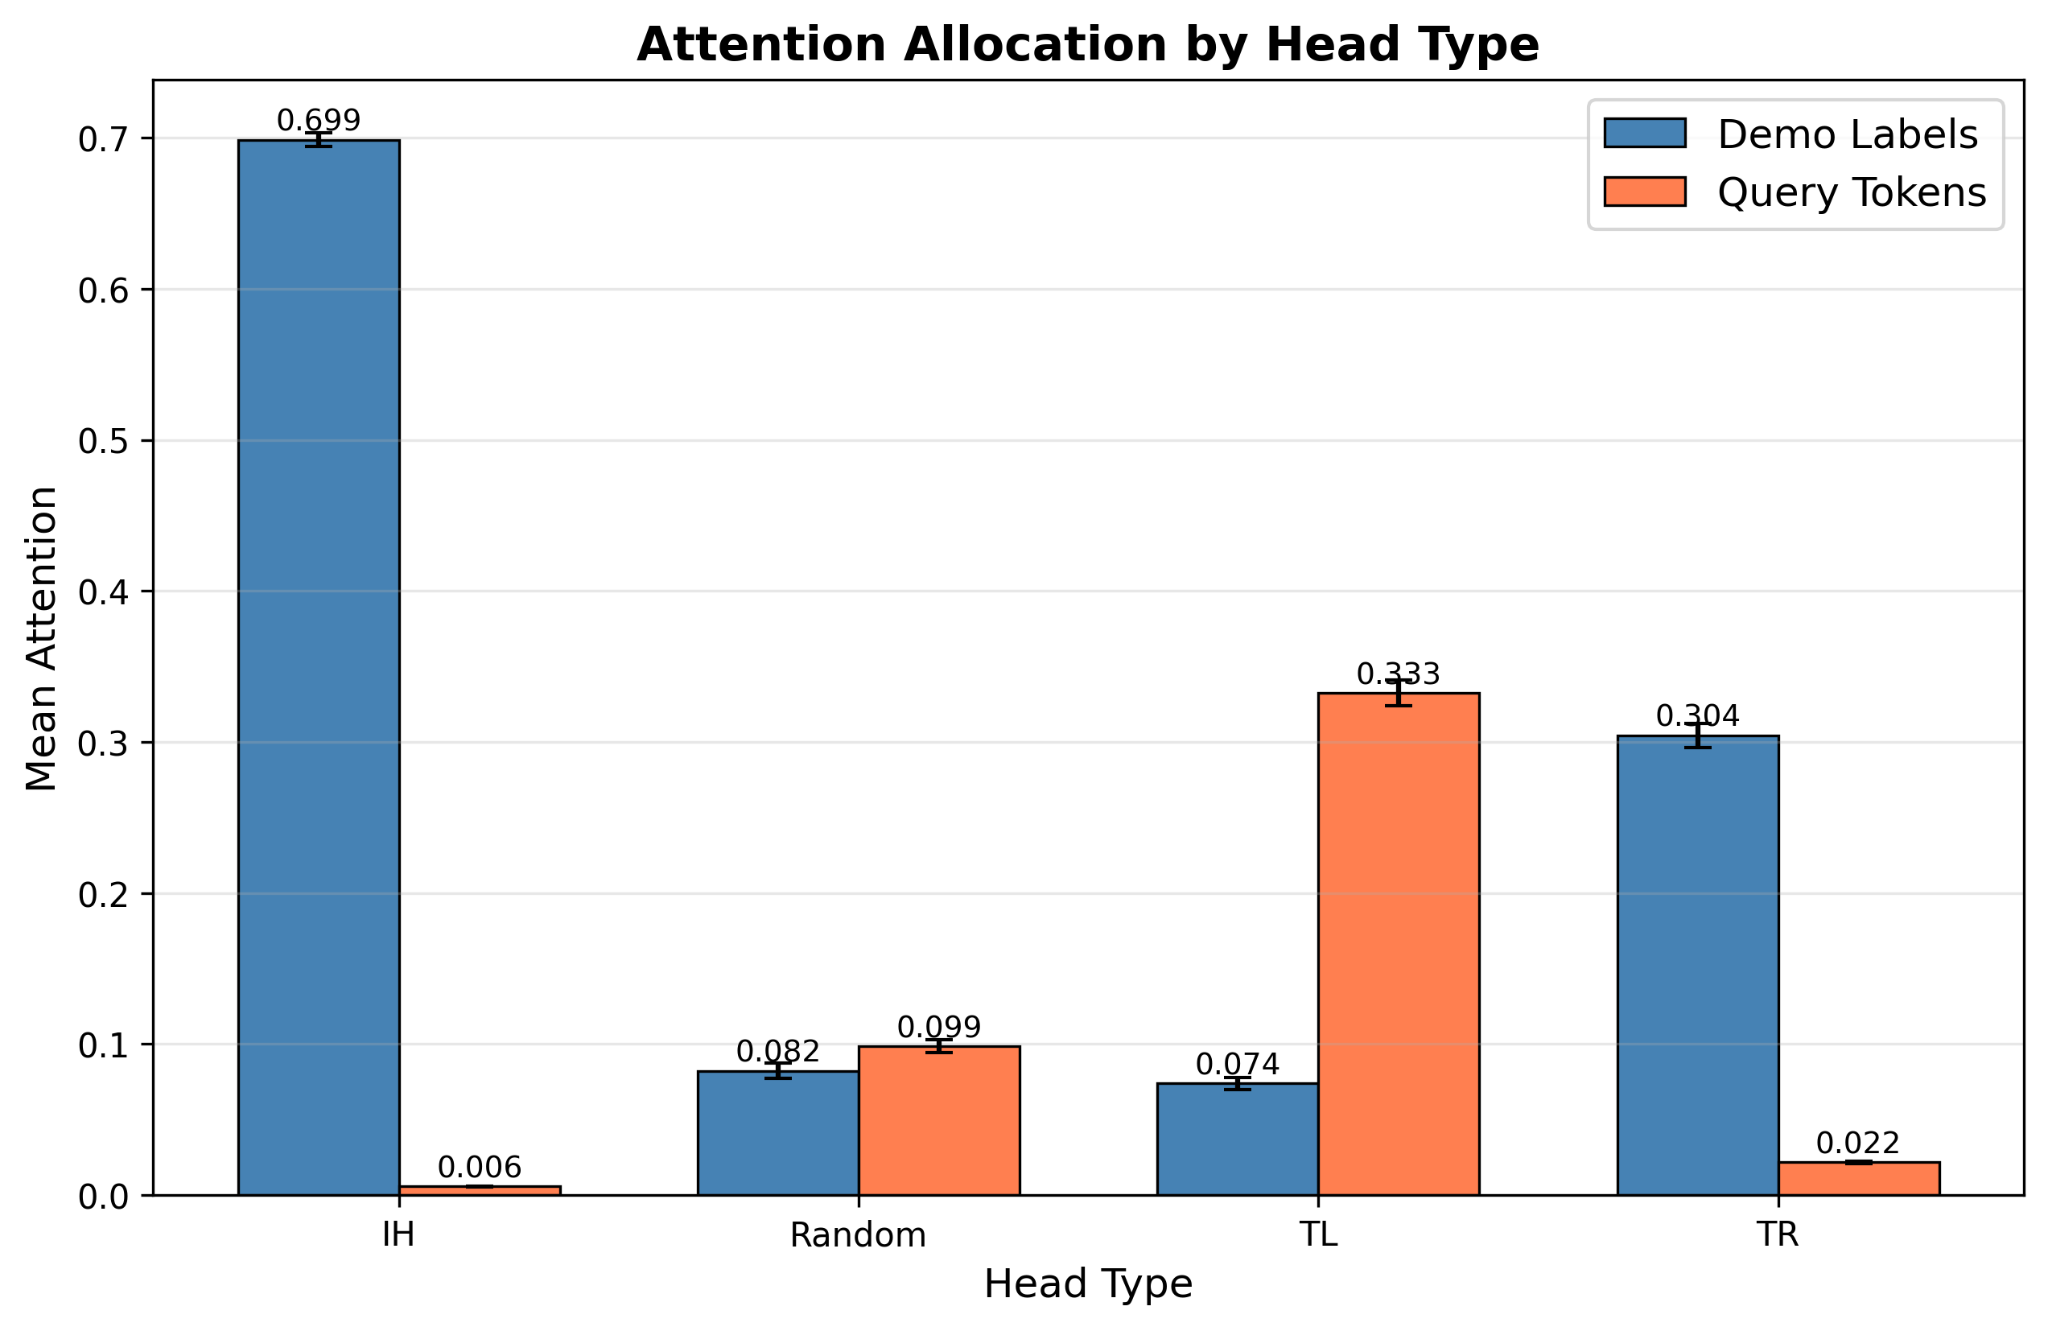 Attention Allocation by Head Type
Demo Labels
Query Tokens
Mean Attention
0.7
0.6
0.5
0.4
0.3
0.2
0.1
0.0
0.699
0.006
0.082
0.099
0.074
0.333
0.304
0.022
IH
Random
TL
TR
Head Type